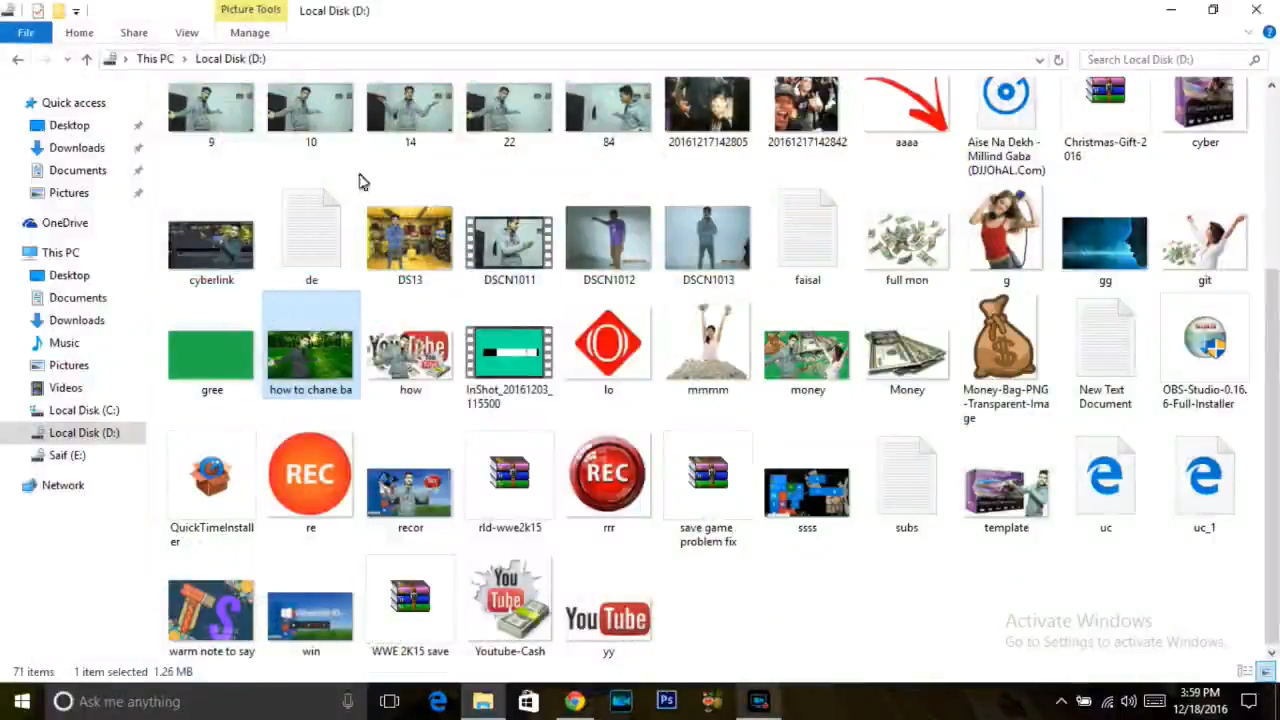 Picture Tools
Local Disk (D:)
File
Home
Share
View
Manage
This PC
Local Disk (D:)
Search Local Disk (D:)
Quick access
Desktop
Downloads
Documents
Pictures
OneDrive
This PC
Desktop
Documents
Downloads
Music
Pictures
Videos
Local Disk (C:)
Local Disk (D:)
Saif (E:)
Network
9
10
14
22
84
20161217142805
20161217142842
aaaa
Aise Na Dekh -
Millind Gaba
(DJJOhAL.Com)
Christmas-Gift-2
016
cyber
cyberlink
de
DS13
DSCN1011
DSCN1012
DSCN1013
faisal
full mon
g
gg
git
gree
how to chane ba
YouTube
how
InShot_20161203_
115500
lo
mmmm
money
Money
Money-Bag-PNG
-Transparent-Ima
ge
New Text
Document
OBS-Studio-0.16.
6-Full-Installer
QuickTimeInstall
er
REC
re
recor
rld-wwe2k15
REC
rrr
save game
problem fix
ssss
subs
template
uc
uc_1
TS
warm note to say
win
WWE 2K15 save
You
Tube
Youtube-Cash
YouTube
yy
Activate Windows
Go to Settings to activate Windows.
71 items
1 item selected 1.26 MB
Ask me anything
Ps
3:59 PM
12/18/2016